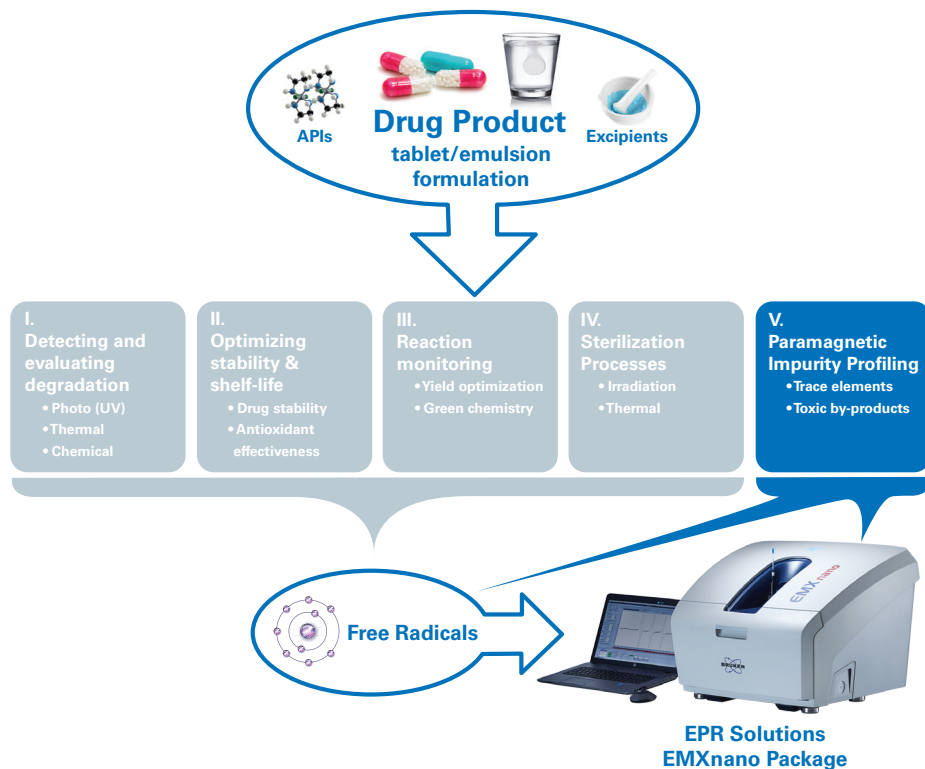 APIs
Drug Product
tablet/emulsion
formulation
Excipients
I.
Detecting and
evaluating
degradation
• Photo (UV)
• Thermal
• Chemical
II.
Optimizing
stability &
shelf-life
• Drug stability
• Antioxidant
effectiveness
III.
Reaction
monitoring
• Yield optimization
• Green chemistry
IV.
Sterilization
Processes
• Irradiation
• Thermal
V.
Paramagnetic
Impurity Profiling
• Trace elements
• Toxic by-products
Free Radicals
EMXnano
BRUKER
EPR Solutions
EMXnano Package